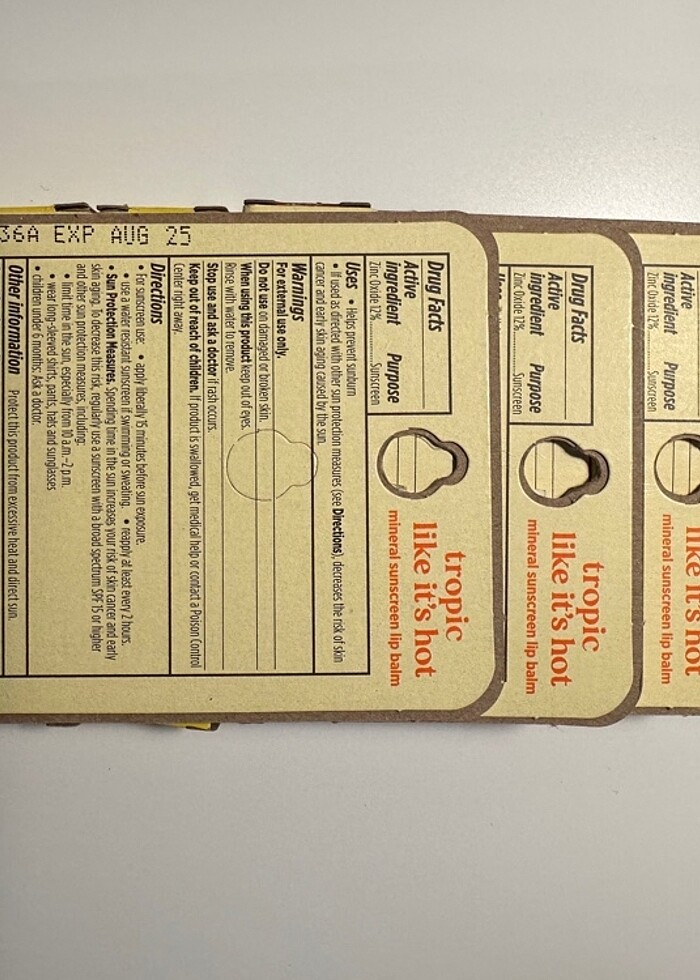 36A EXP AUG 25
tropic
like it's hot
mineral sunscreen lip balm
Drug Facts
Active
ingredient Purpose
Zinc Oxide 12%..............Sunscreen
Uses • Helps prevent sunburn
• If used as directed with other sun protection measures (see Directions), decreases the risk of skin
cancer and early skin aging caused by the sun.
Warnings
For external use only.
Do not use on damaged or broken skin.
When using this product keep out of eyes.
Rinse with water to remove.
Stop use and ask a doctor if rash occurs.
Keep out of reach of children. If product is swallowed, get medical help or contact a Poison Control
Center right away.
Directions
• For sunscreen use: • apply liberally 15 minutes before sun exposure.
• use a water resistant sunscreen if swimming or sweating. • reapply at least every 2 hours.
• Sun Protection Measures. Spending time in the sun increases your risk of skin cancer and early
skin aging. To decrease this risk, regularly use a sunscreen with a broad spectrum SPF 15 or higher
and other sun protection measures, including:
• limit time in the sun, especially from 10 a.m.–2 p.m.
• wear long-sleeved shirts, pants, hats and sunglasses
• children under 6 months: Ask a doctor.
Other information Protect this product from excessive heat and direct sun.
tropic
like it's hot
mineral sunscreen lip balm
Drug Facts
Active
ingredient Purpose
Zinc Oxide 12%..............Sunscreen
like it's hot
mineral sunscreen lip balm
Active
ingredient Purpose
Zinc Oxide 12%..............Sunscreen